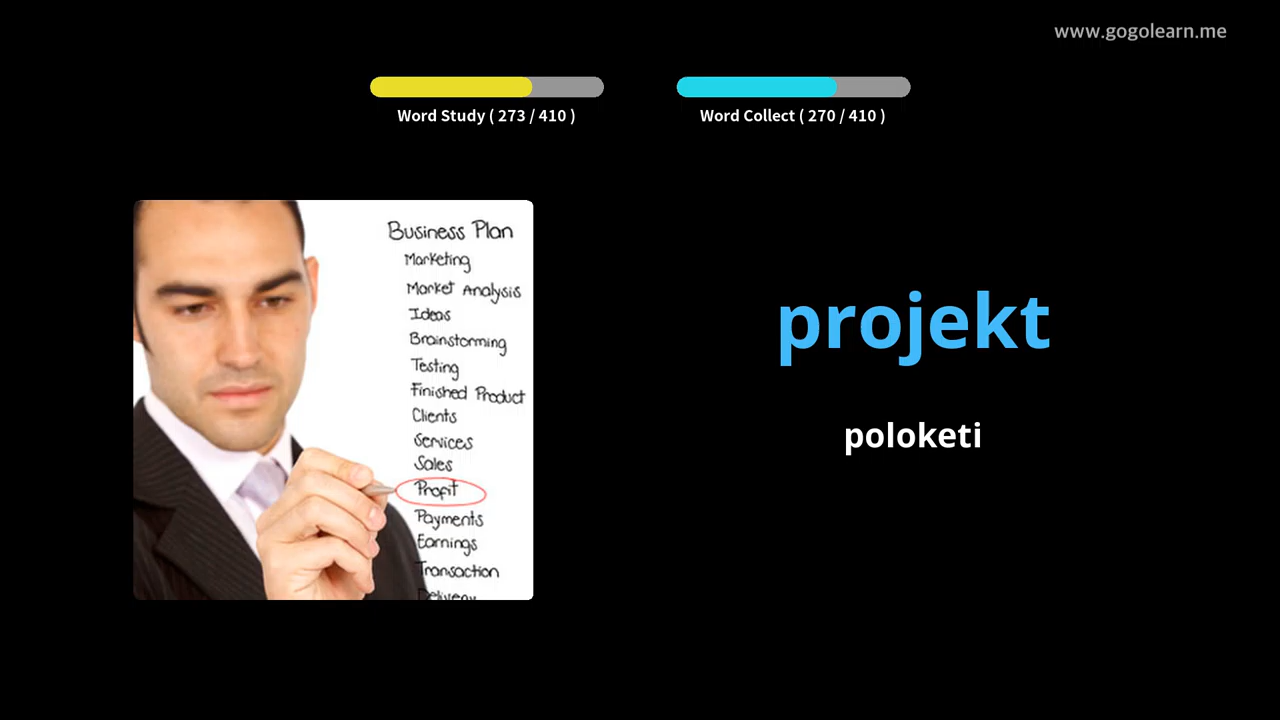 www.gogolearn.me
Word Study ( 273 / 410 )
Word Collect ( 270 / 410 )
Business Plan
Marketing
Market Analysis
Ideas
Brainstorming
Testing
Finished Product
Clients
Services
Sales
Profit
Payments
Earnings
Transaction
Delivery
projekt
poloketi